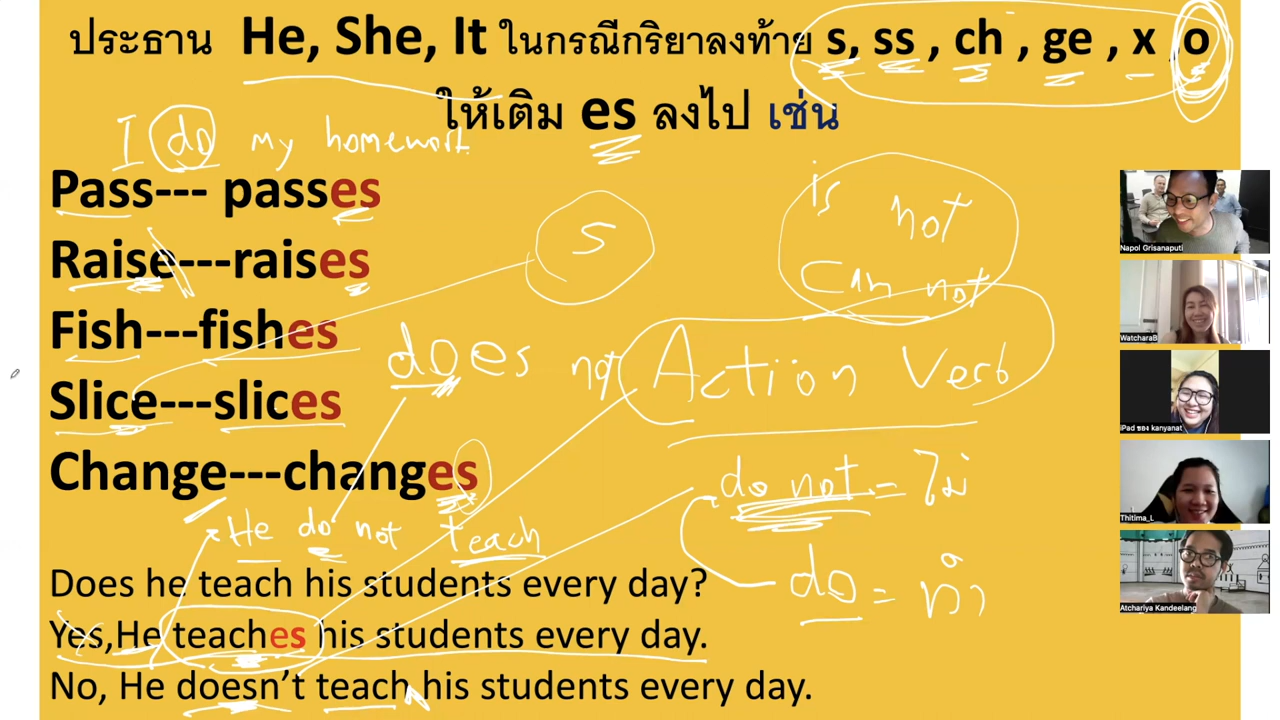 ประธาน He, She, It ในกรณีกริยาลงท้าย s, ss , ch , ge , x ,o
ให้เติม es ลงไป เช่น
I do my homework.
Pass--- passes
is not
Raise---raises
s
can not
Fish---fishes
does not
Action Verb
Slice---slices
Change---changes
do not = ไม่
He do not teach
do = ทำ
Does he teach his students every day?
Yes,He teaches his students every day.
No, He doesn't teach his students every day.
Napol Grisanaputi
WatcharaB
iPad ของ kanyanat
Thitima_L
Atchariya Kandeelang